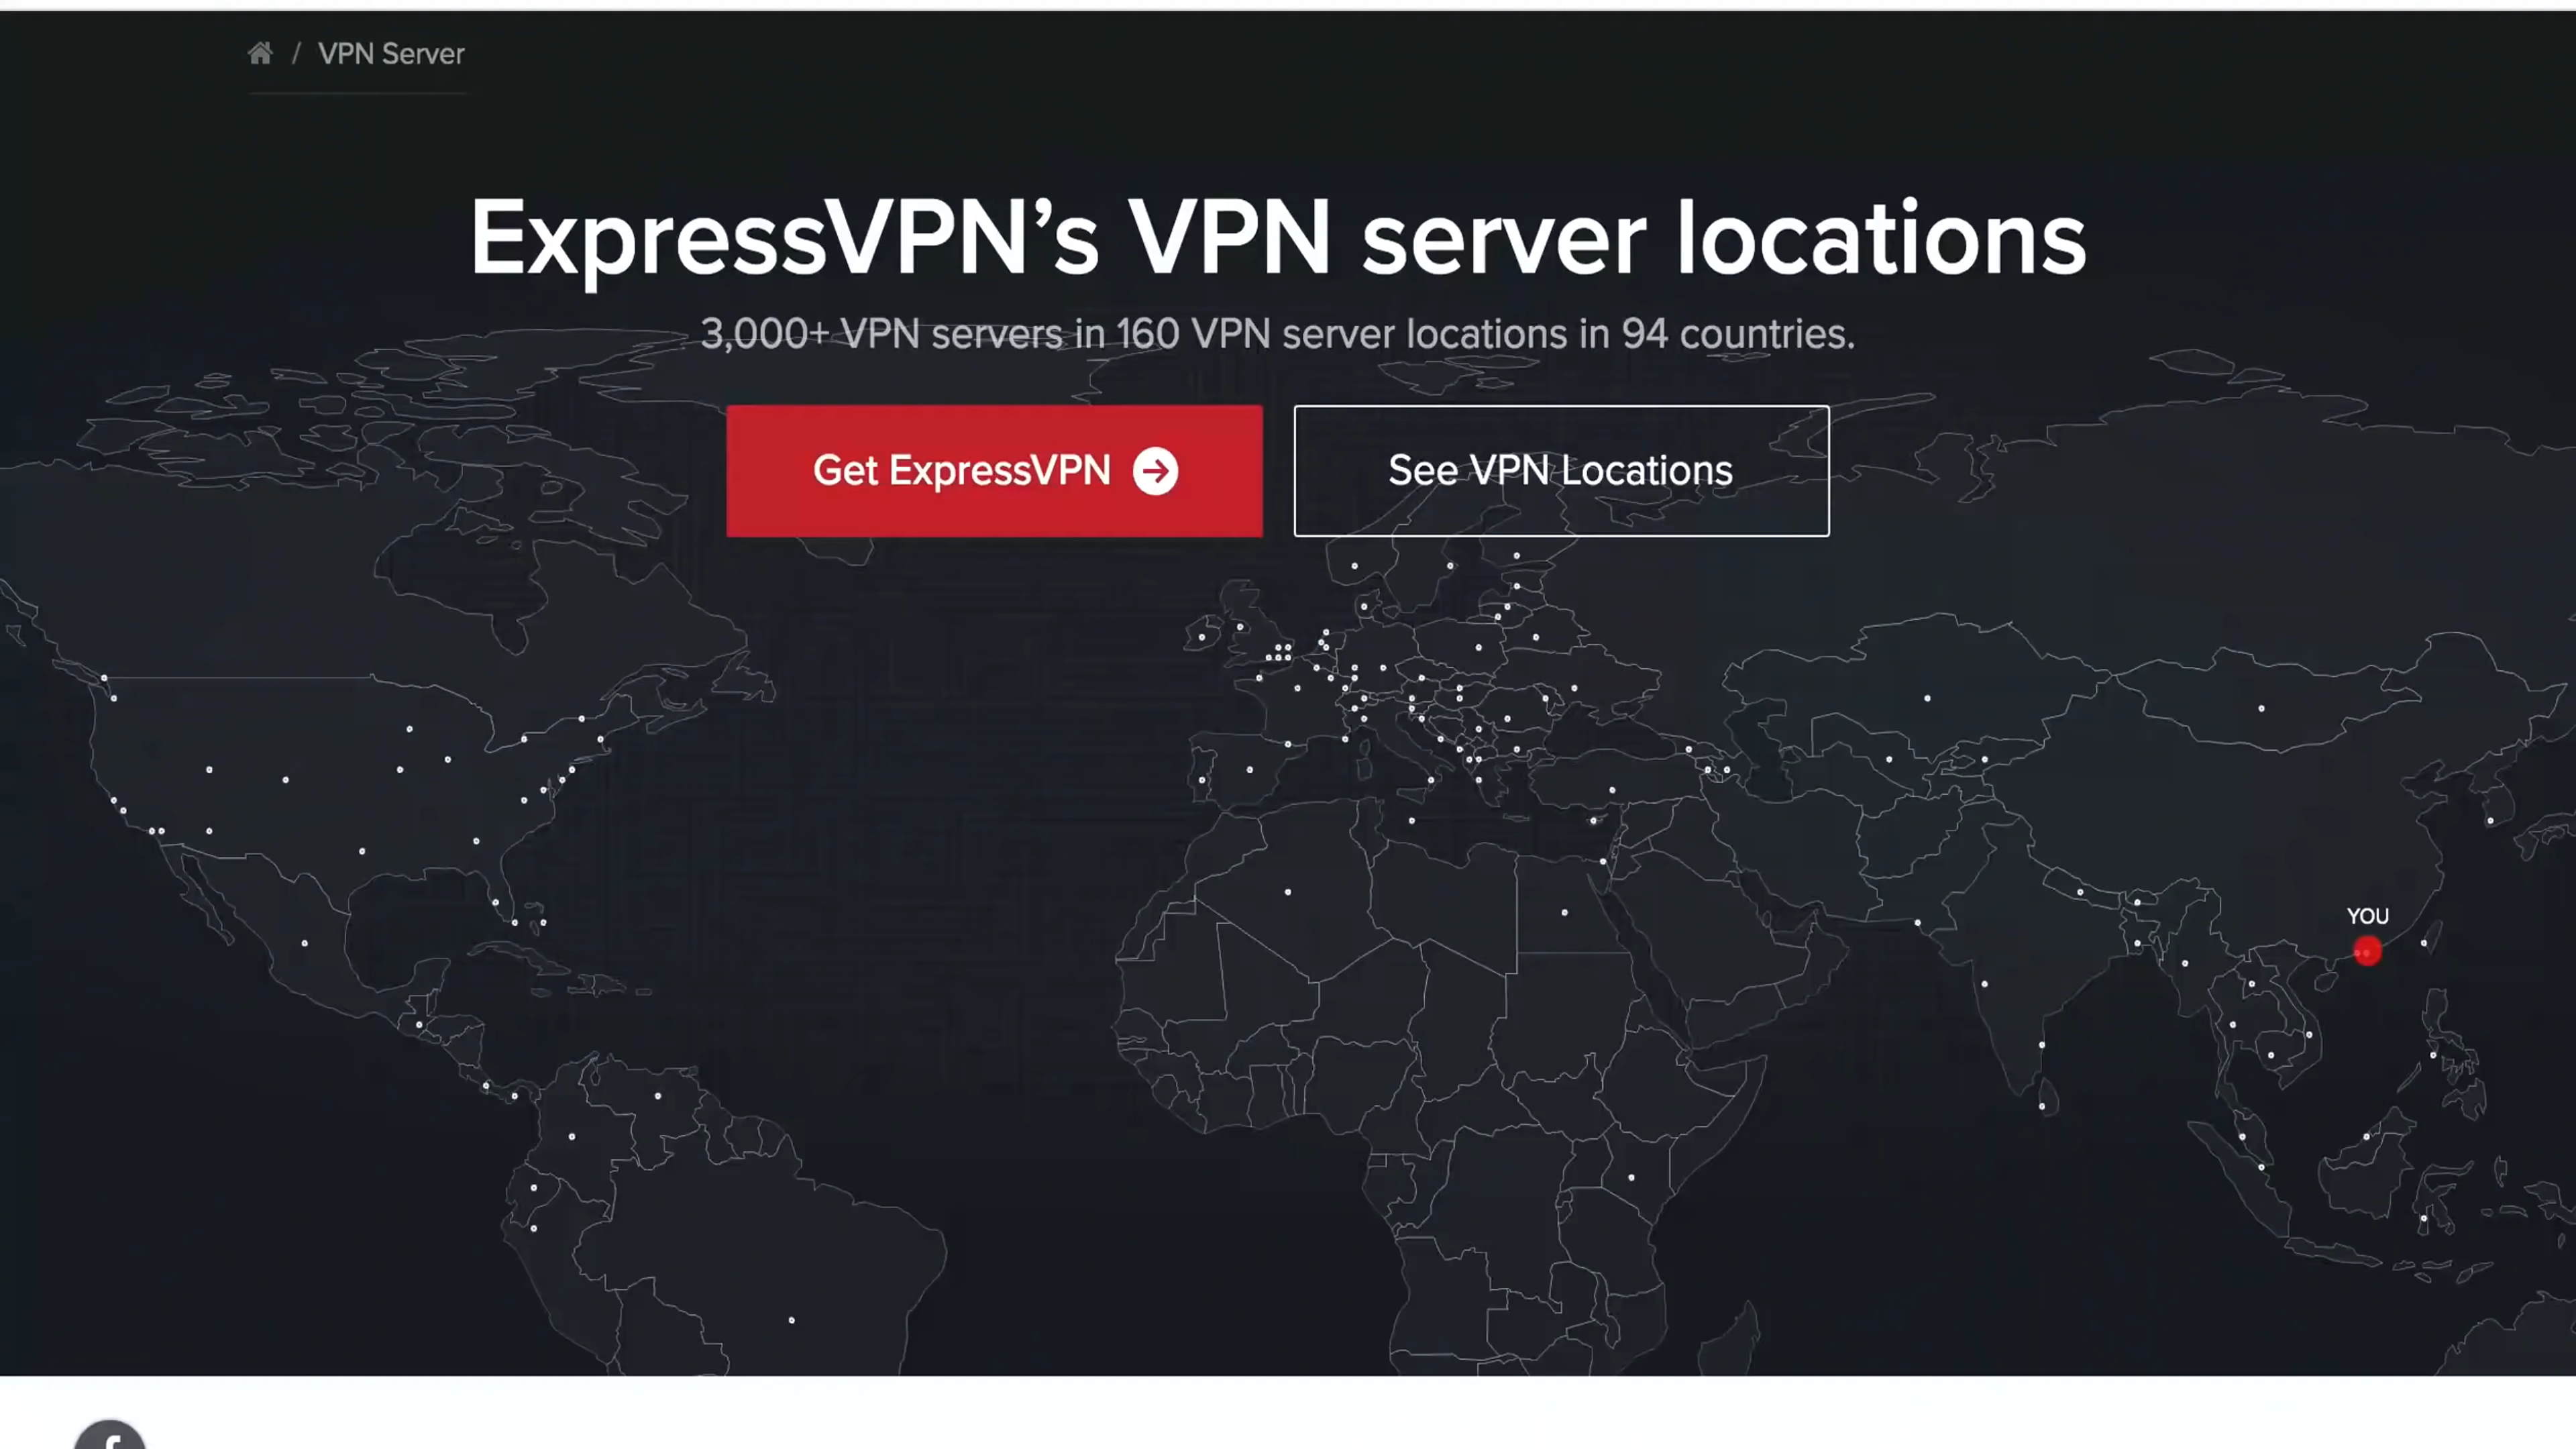 / VPN Server
ExpressVPN’s VPN server locations
3,000+ VPN servers in 160 VPN server locations in 94 countries.
Get ExpressVPN
See VPN Locations
YOU